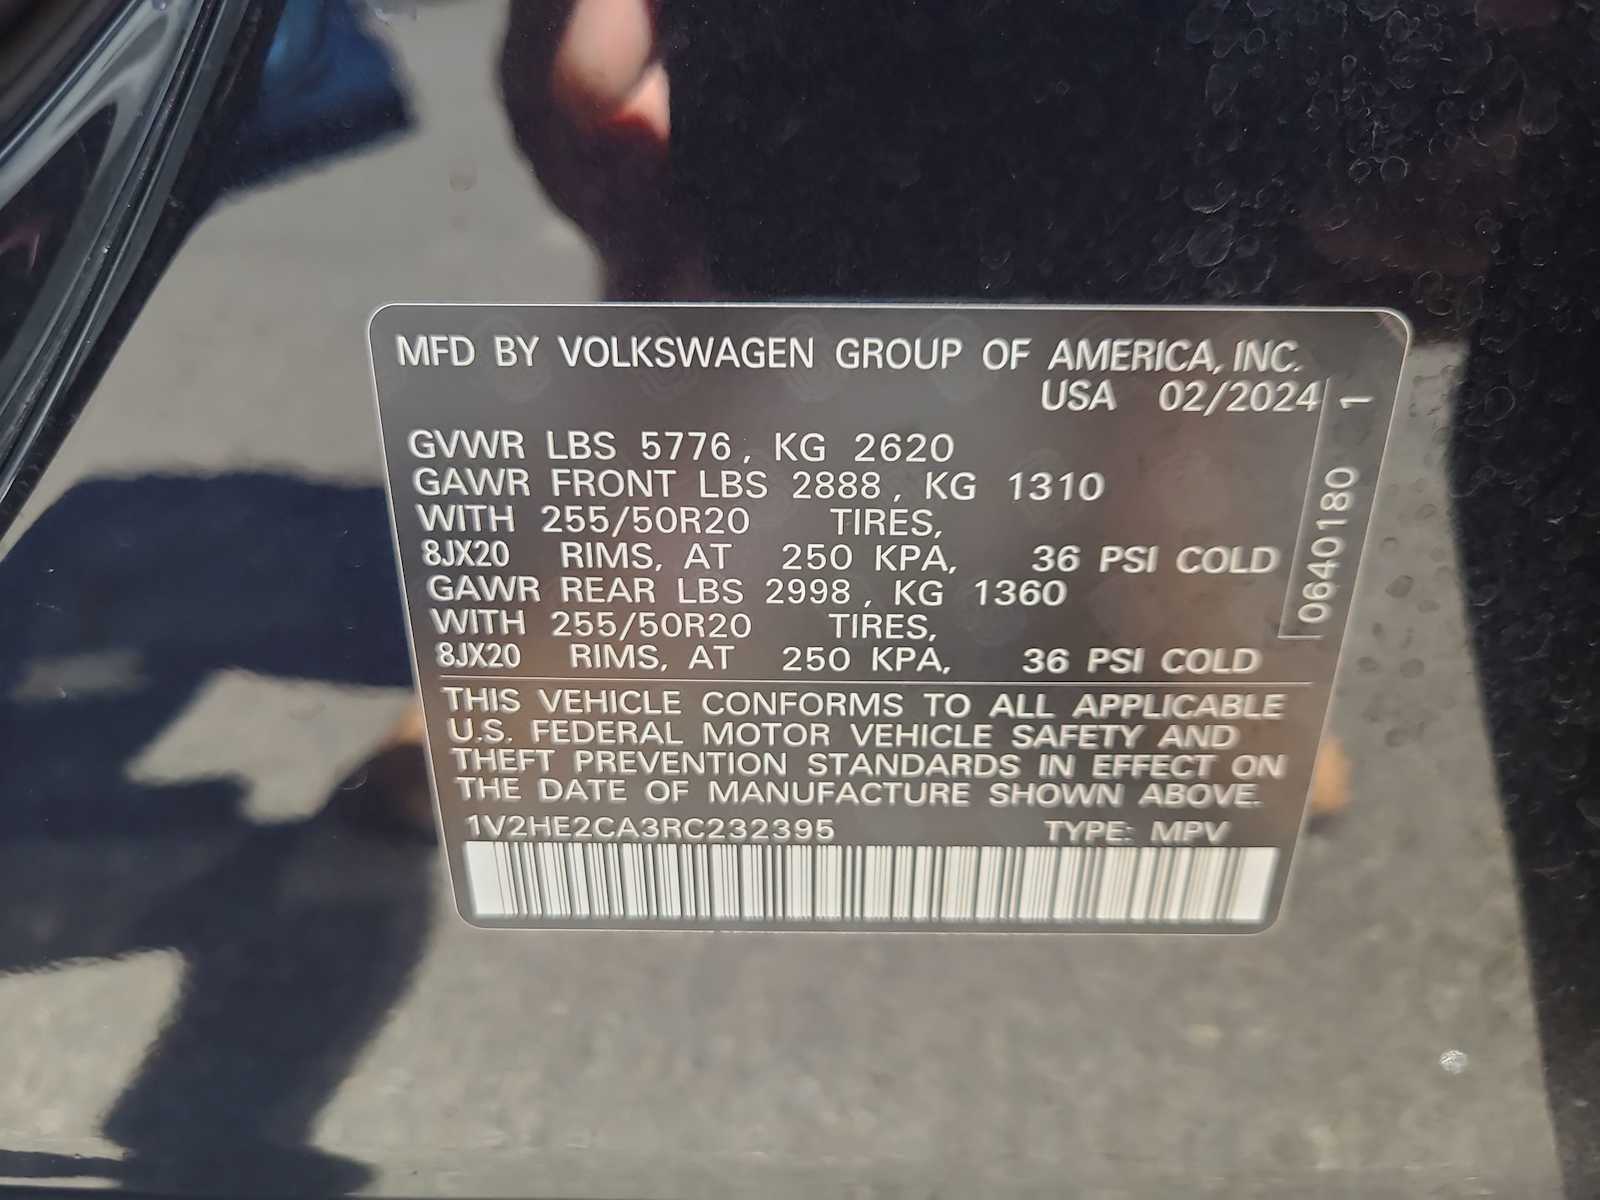 MFD BY VOLKSWAGEN GROUP OF AMERICA, INC.
USA 02/2024
GVWR LBS 5776, KG 2620
GAWR FRONT LBS 2888, KG 1310
WITH 255/50R20 TIRES,
8JX20 RIMS, AT 250 KPA, 36 PSI COLD
GAWR REAR LBS 2998, KG 1360
WITH 255/50R20 TIRES,
8JX20 RIMS, AT 250 KPA, 36 PSI COLD
0640180 1
THIS VEHICLE CONFORMS TO ALL APPLICABLE
U.S. FEDERAL MOTOR VEHICLE SAFETY AND
THEFT PREVENTION STANDARDS IN EFFECT ON
THE DATE OF MANUFACTURE SHOWN ABOVE.
1V2HE2CA3RC232395 TYPE: MPV